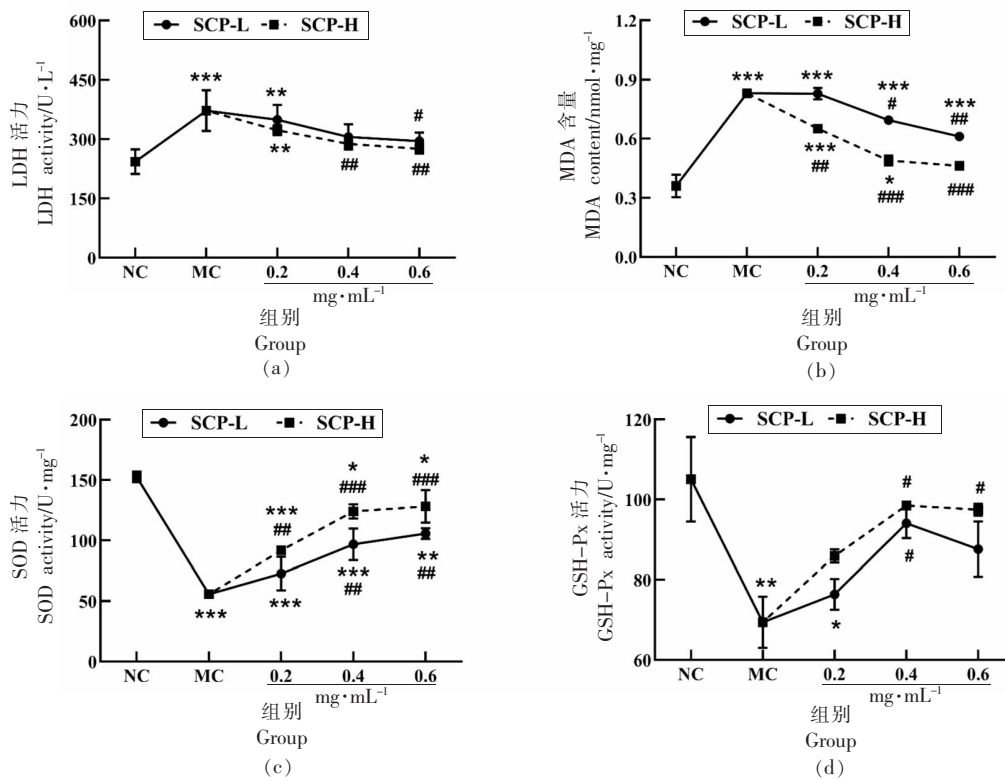 SCP-L SCP-H
LDH 活力
LDH activity/U·L⁻¹
600
450
300
150
0
***
**
#
**
##
##
NC MC 0.2 0.4 0.6
mg·mL⁻¹
组别
Group
(a)
SCP-L SCP-H
MDA 含量
MDA content/nmol·mg⁻¹
1.2
0.9
0.6
0.3
0.0
***
***
***
#
***
##
***
##
*
###
###
NC MC 0.2 0.4 0.6
mg·mL⁻¹
组别
Group
(b)
SCP-L SCP-H
SOD 活力
SOD activity/U·mg⁻¹
200
150
100
50
0
***
***
##
*
###
*
###
***
***
##
**
##
NC MC 0.2 0.4 0.6
mg·mL⁻¹
组别
Group
(c)
SCP-L SCP-H
GSH-Px 活力
GSH-Px activity/U·mg⁻¹
120
100
80
60
**
*
#
#
#
NC MC 0.2 0.4 0.6
mg·mL⁻¹
组别
Group
(d)